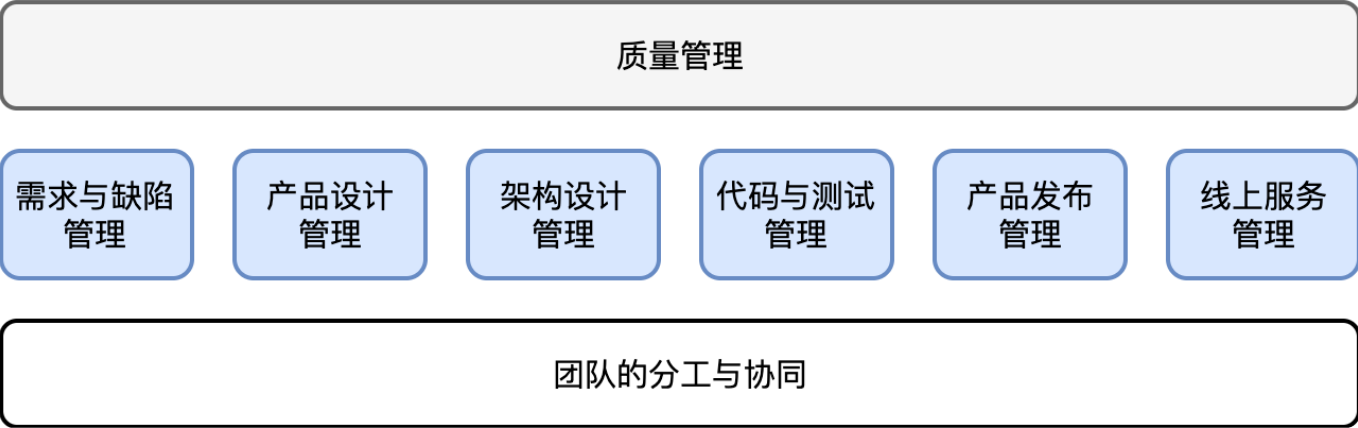 质量管理
需求与缺陷
管理
产品设计
管理
架构设计
管理
代码与测试
管理
产品发布
管理
线上服务
管理
团队的分工与协同